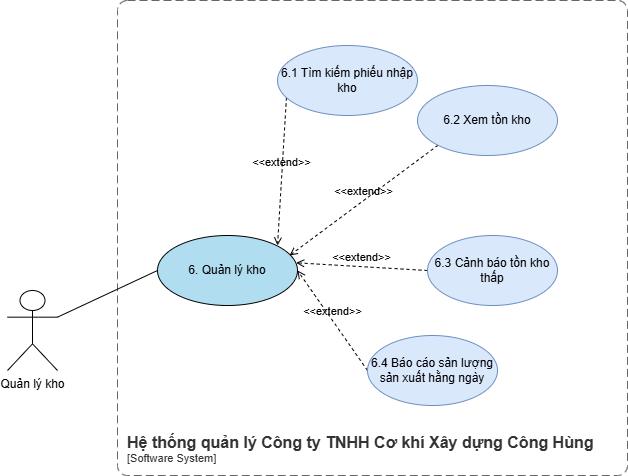 6.1 Tìm kiếm phiếu nhập
kho
6.2 Xem tồn kho
<<extend>>
<<extend>>
6. Quản lý kho
<<extend>>
6.3 Cảnh báo tồn kho
thấp
<<extend>>
6.4 Báo cáo sản lượng
sản xuất hằng ngày
Quản lý kho
Hệ thống quản lý Công ty TNHH Cơ khí Xây dựng Công Hùng
[Software System]